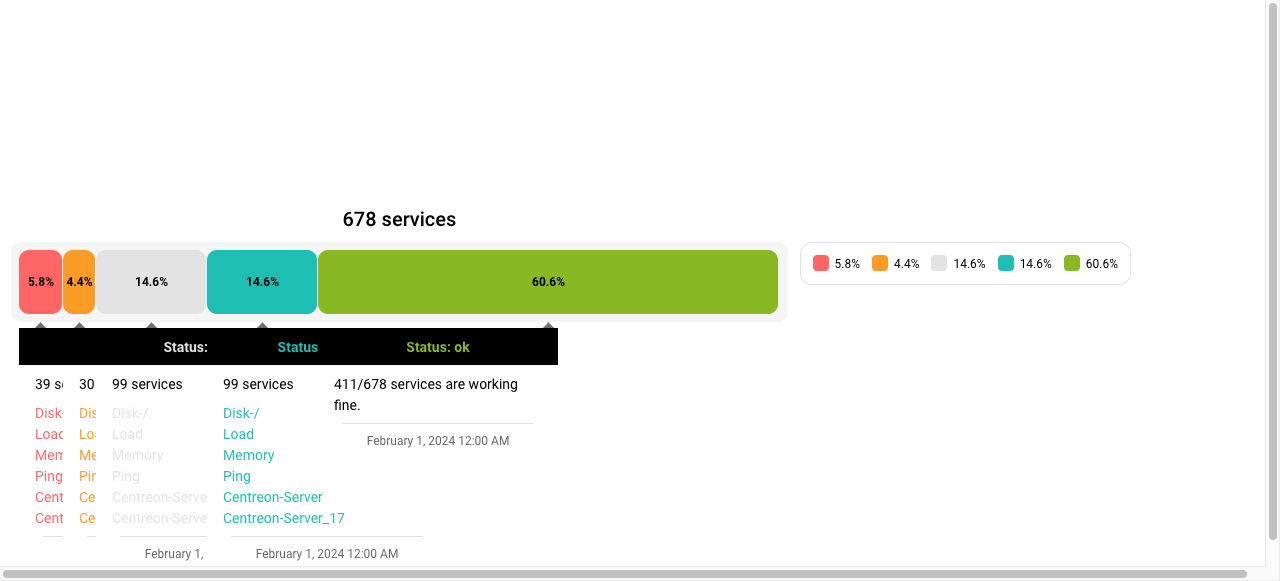 678 services
5.8% 4.4% 14.6% 14.6% 60.6%
5.8% 4.4% 14.6% 14.6% 60.6%
Status: Status Status: ok
39 s 30 99 services 99 services 411/678 services are working
fine.
Disk- Dis Disk-/ Disk-/
Load Loa Load Load
Mem Me Memory Memory
February 1, 2024 12:00 AM
Ping Pin Ping Ping
Cent Ce Centreon-Serve Centreon-Server
Cent Ce Centreon-Serve Centreon-Server_17
February 1, February 1, 2024 12:00 AM